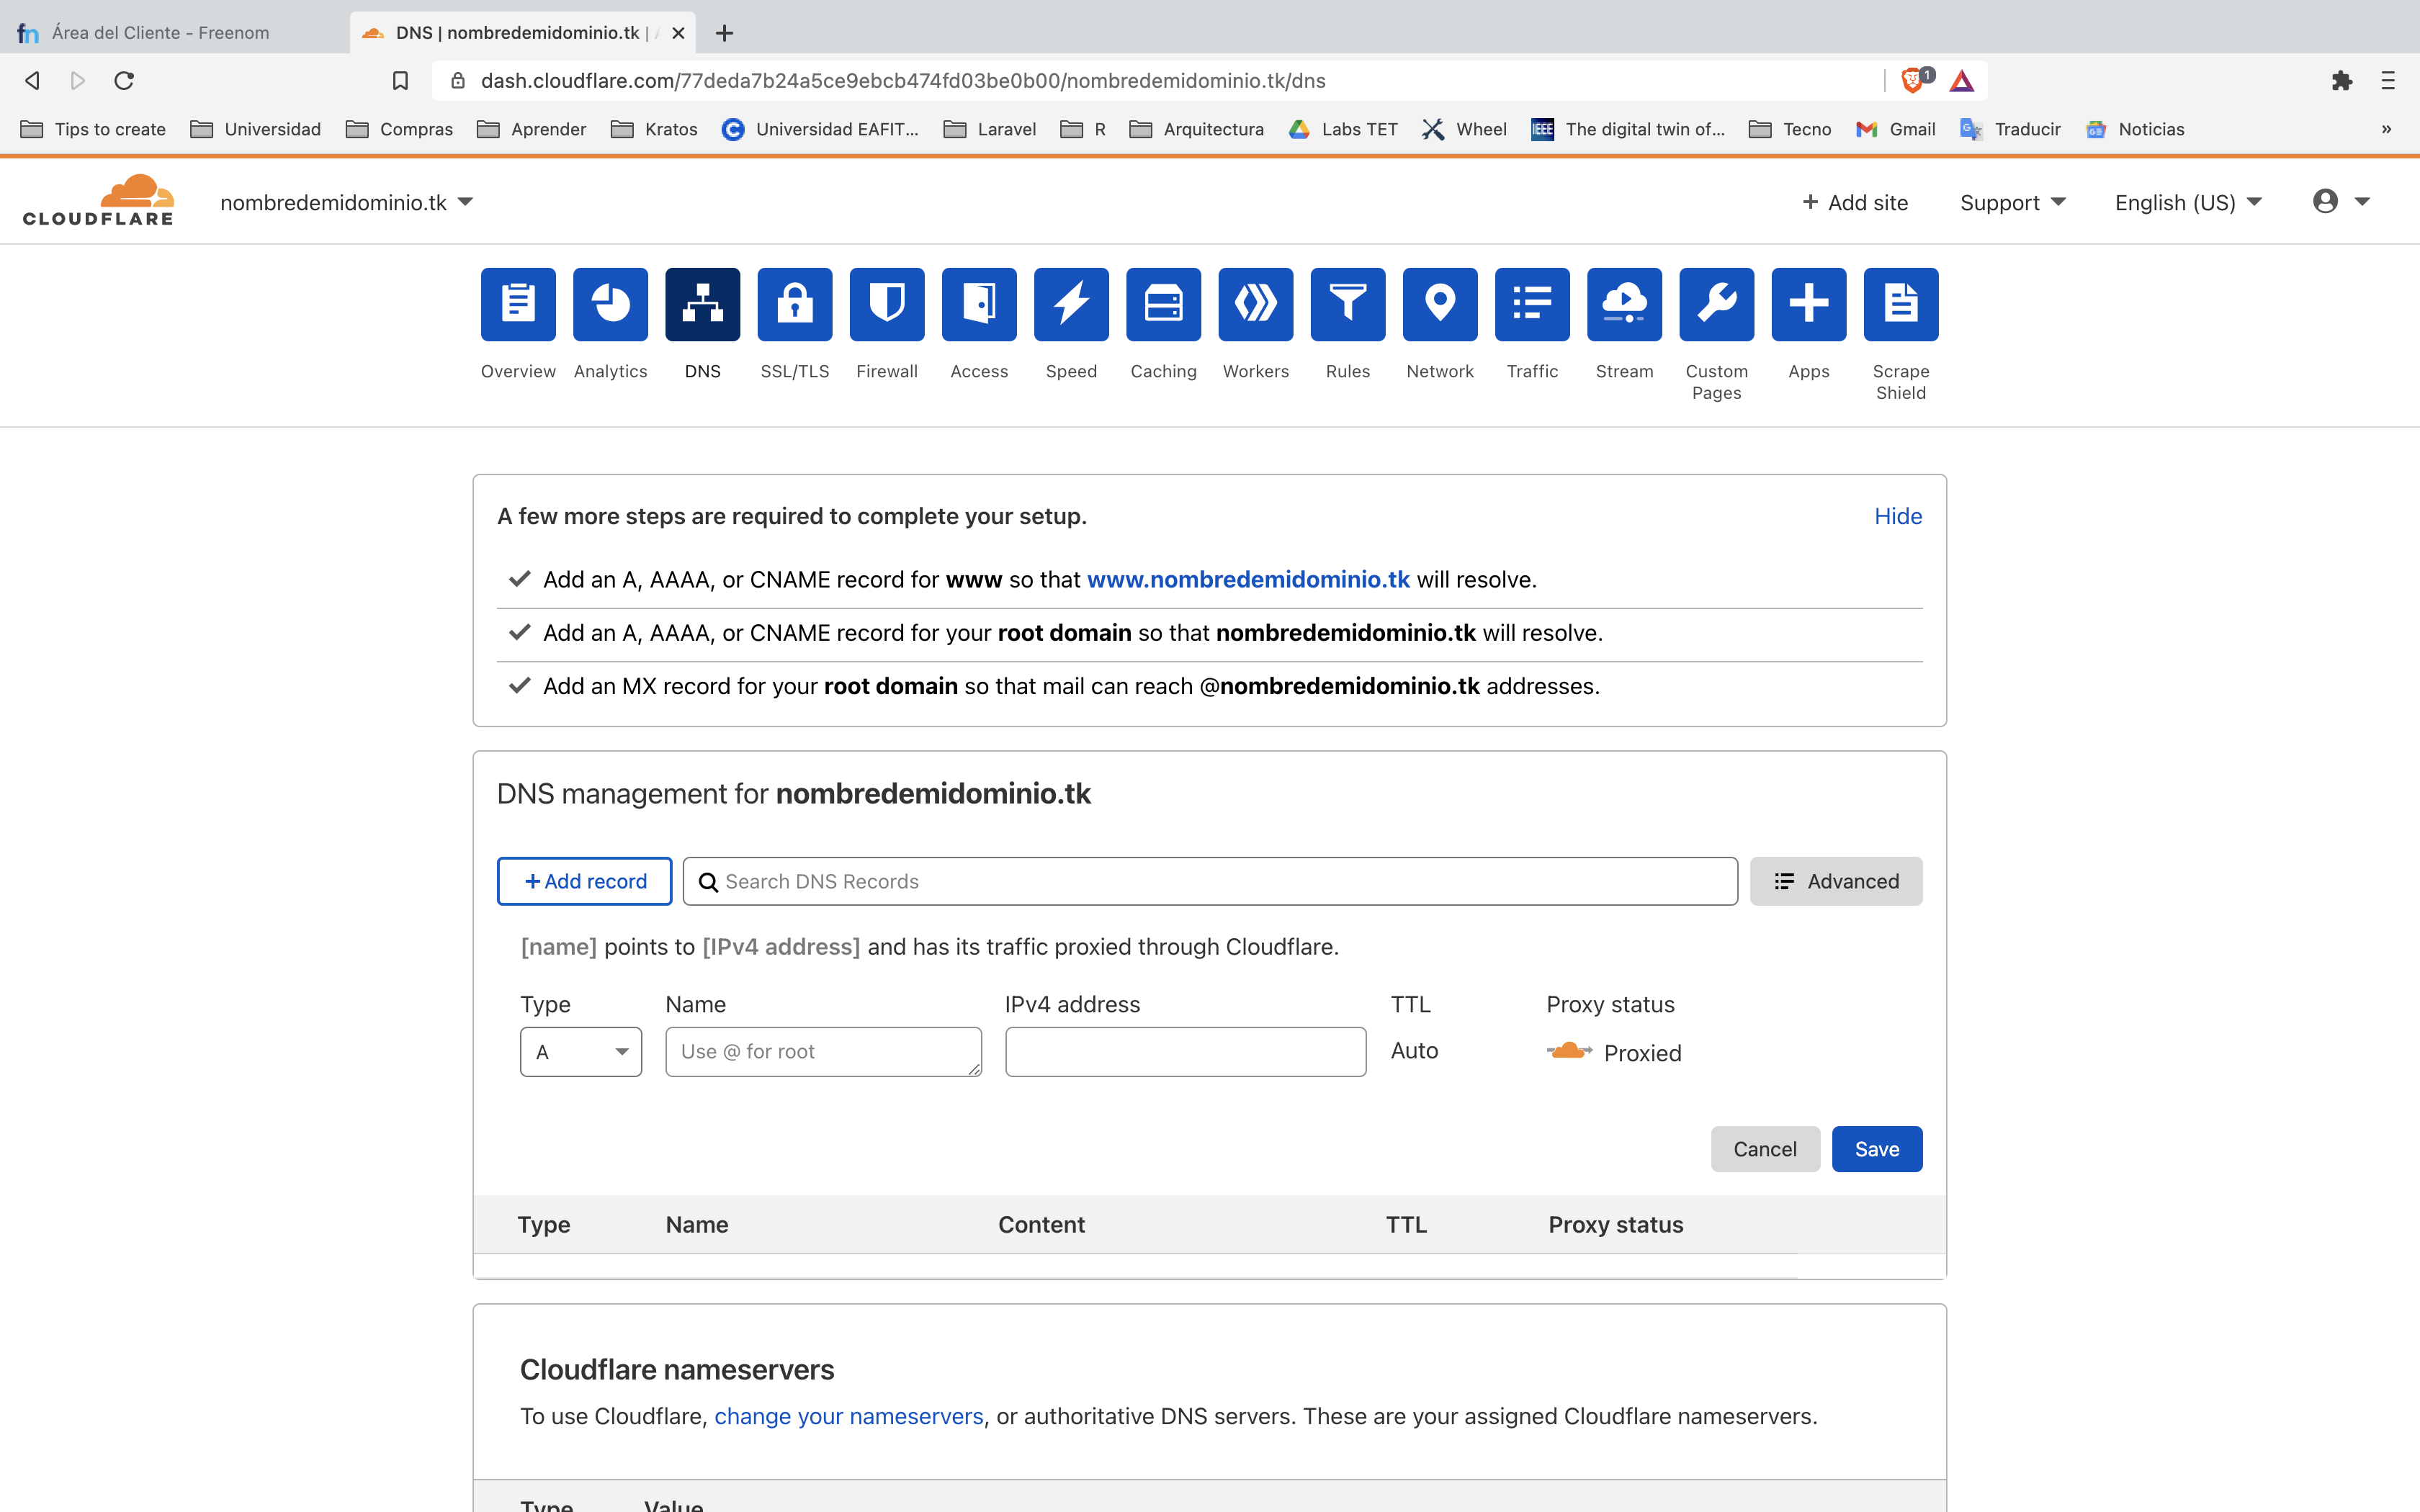 Área del Cliente - Freenom
DNS | nombredemidominio.tk |
dash.cloudflare.com/77deda7b24a5ce9ebcb474fd03be0b00/nombredemidominio.tk/dns
1
Tips to create Universidad Compras Aprender Kratos Universidad EAFIT... Laravel R Arquitectura Labs TET Wheel IEEE The digital twin of... Tecno Gmail Traducir Noticias »
CLOUDFLARE nombredemidominio.tk + Add site Support English (US)
Overview Analytics DNS SSL/TLS Firewall Access Speed Caching Workers Rules Network Traffic Stream Custom Pages Apps Scrape Shield
A few more steps are required to complete your setup. Hide
Add an A, AAAA, or CNAME record for www so that www.nombredemidominio.tk will resolve.
Add an A, AAAA, or CNAME record for your root domain so that nombredemidominio.tk will resolve.
Add an MX record for your root domain so that mail can reach @nombredemidominio.tk addresses.
DNS management for nombredemidominio.tk
+ Add record Search DNS Records Advanced
[name] points to [IPv4 address] and has its traffic proxied through Cloudflare.
Type Name IPv4 address TTL Proxy status
A Use @ for root Auto Proxied
Cancel Save
Type Name Content TTL Proxy status
Cloudflare nameservers
To use Cloudflare, change your nameservers, or authoritative DNS servers. These are your assigned Cloudflare nameservers.
Type Value